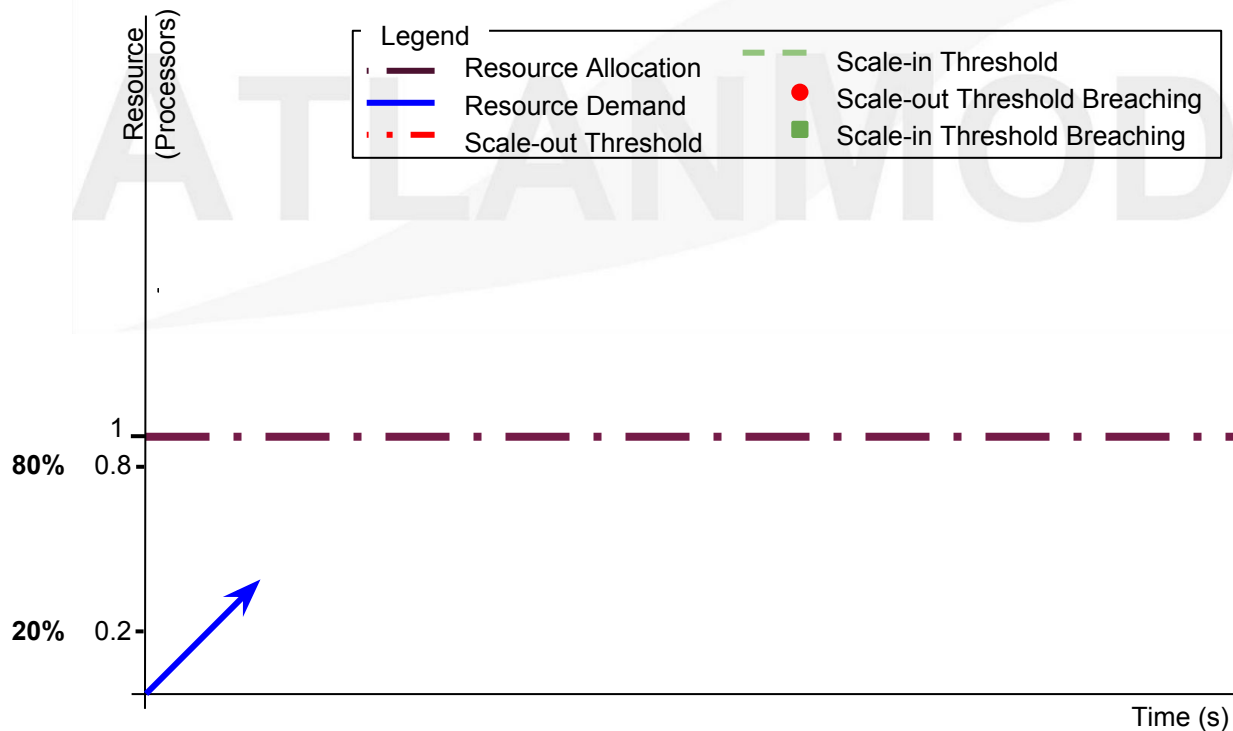 Resource
(Processors)
Legend
Resource Allocation
Resource Demand
Scale-out Threshold
Scale-in Threshold
Scale-out Threshold Breaching
Scale-in Threshold Breaching
ATLANMOD
1
80% 0.8
20% 0.2
Time (s)